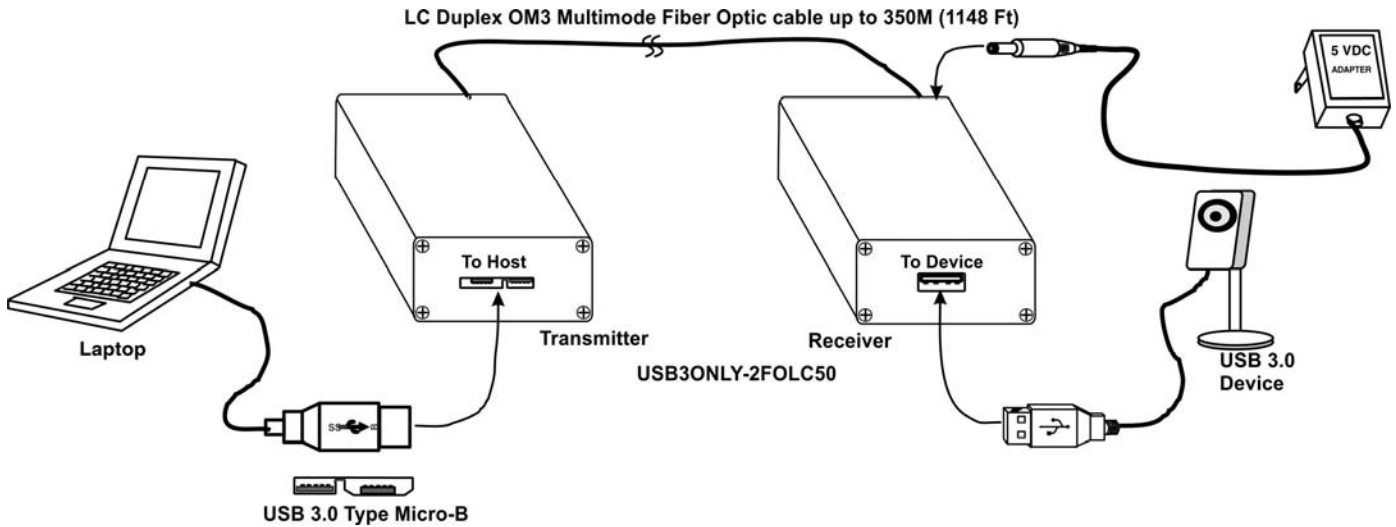 LC Duplex OM3 Multimode Fiber Optic cable up to 350M (1148 Ft)
5 VDC
ADAPTER
To Host
To Device
Transmitter
Receiver
Laptop
USB3ONLY-2FOLC50
USB 3.0
Device
SS
USB 3.0 Type Micro-B